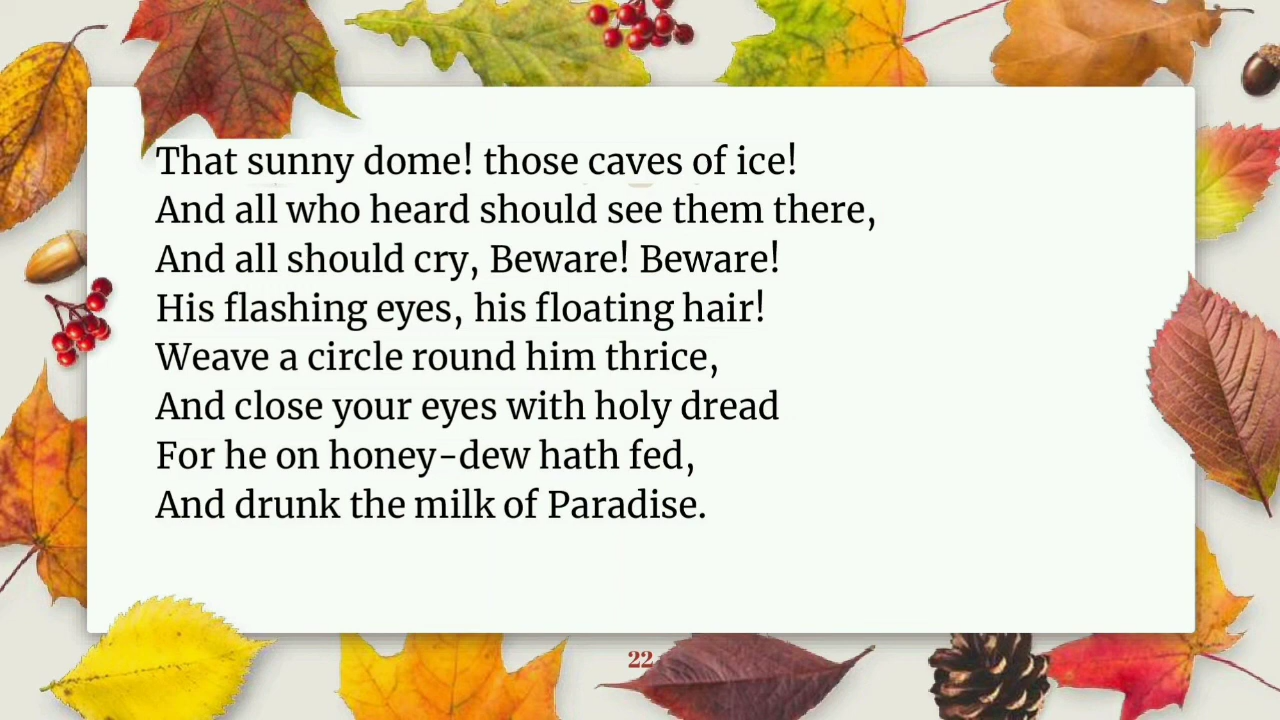 That sunny dome! those caves of ice!
And all who heard should see them there,
And all should cry, Beware! Beware!
His flashing eyes, his floating hair!
Weave a circle round him thrice,
And close your eyes with holy dread
For he on honey-dew hath fed,
And drunk the milk of Paradise.
22